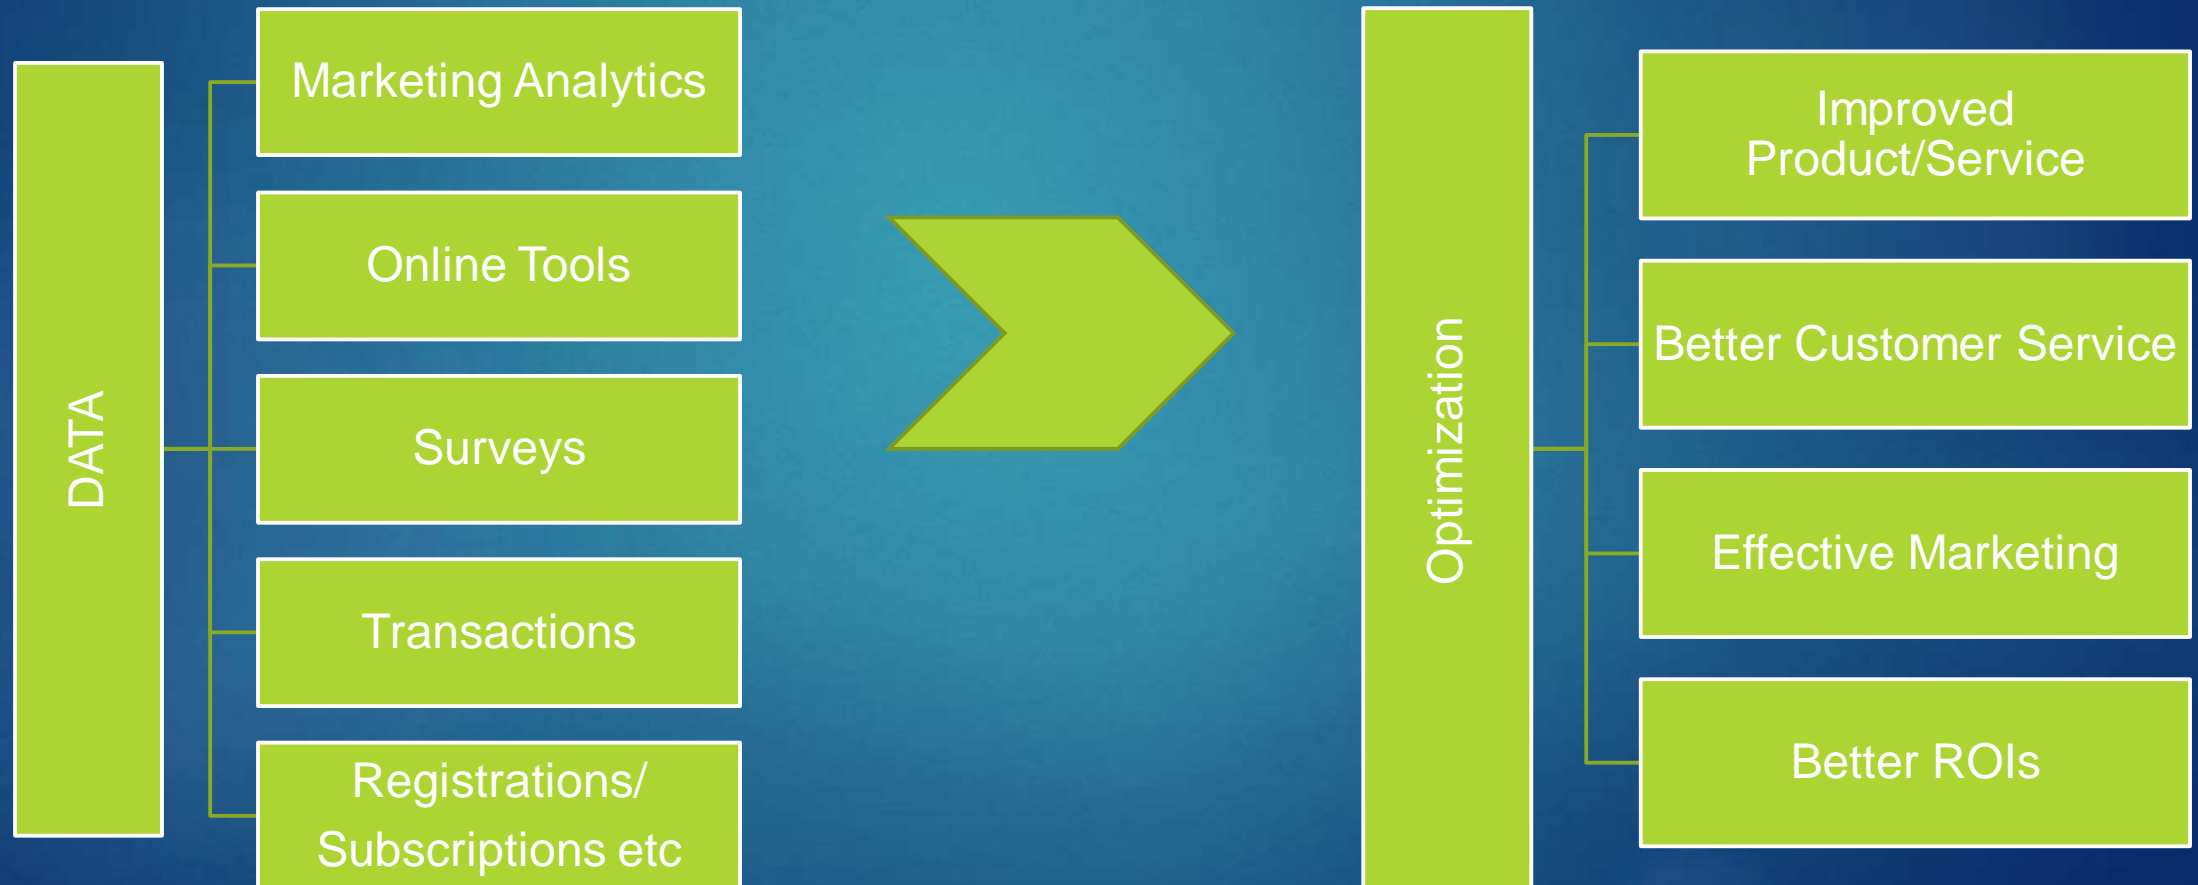 DATA
Marketing Analytics
Online Tools
Surveys
Transactions
Registrations/
Subscriptions etc
Optimization
Improved
Product/Service
Better Customer Service
Effective Marketing
Better ROIs